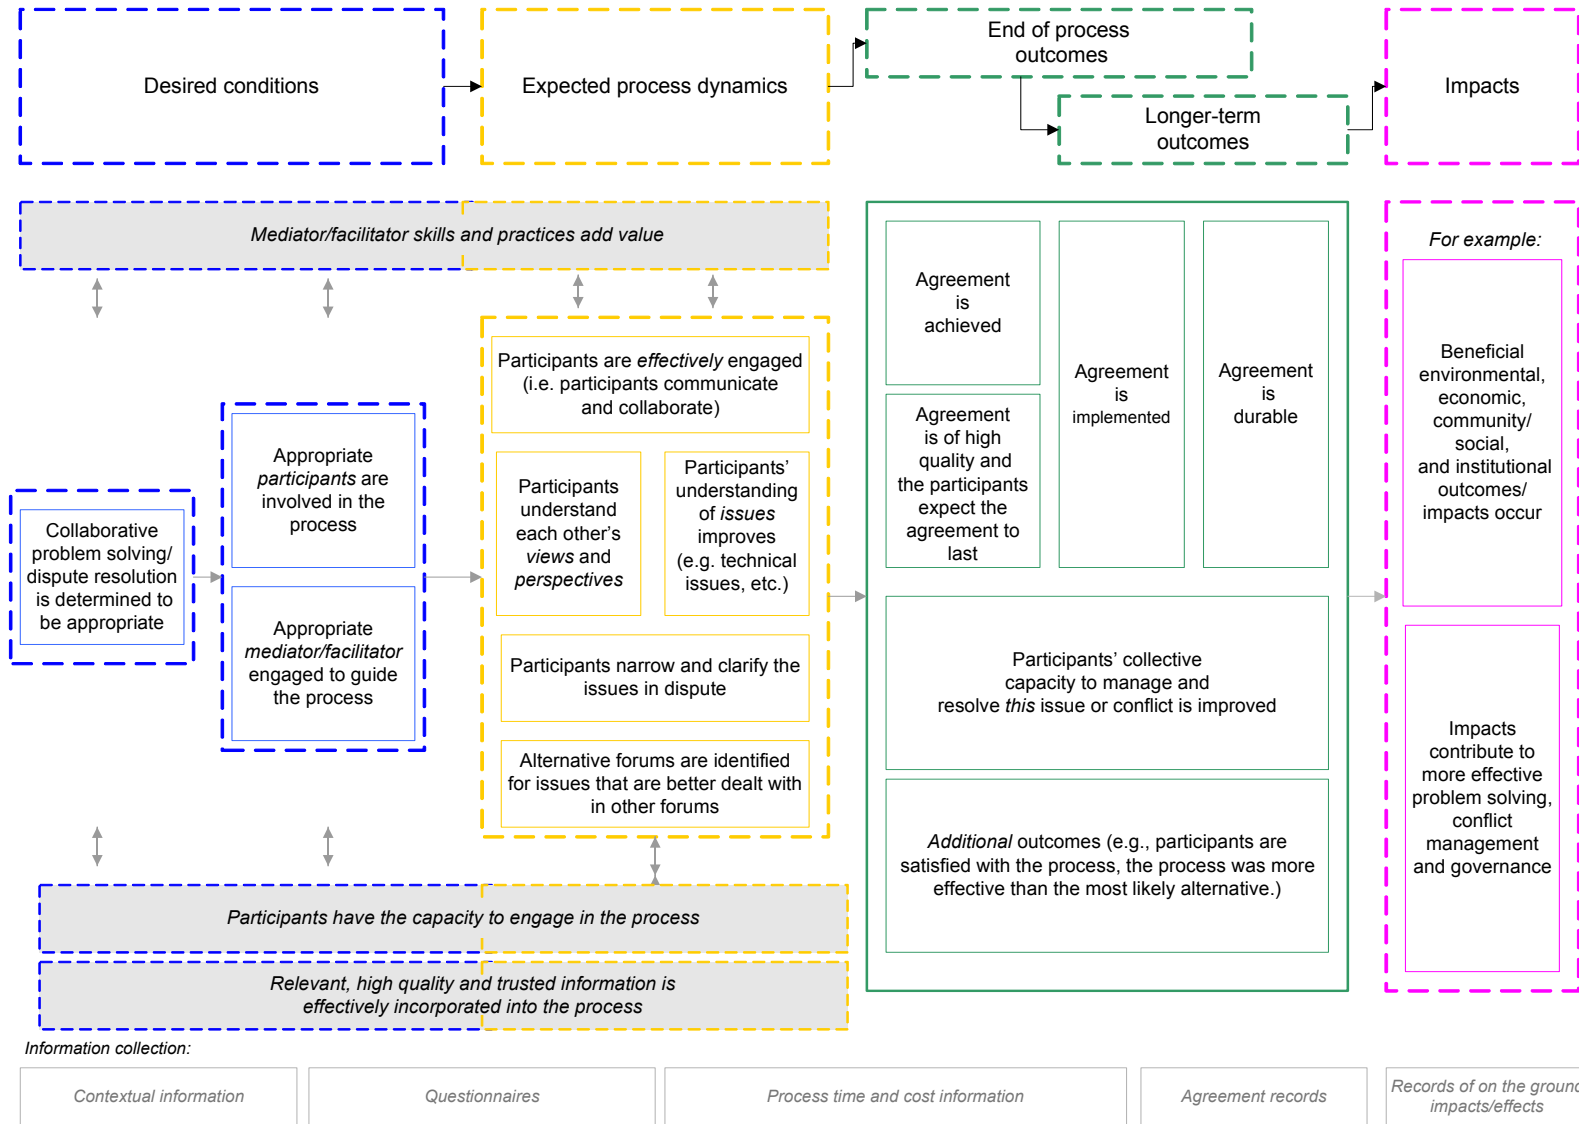 Desired conditions
Expected process dynamics
End of process
outcomes
Longer-term
outcomes
Impacts
Mediator/facilitator skills and practices add value
Collaborative
problem solving/
dispute resolution
is determined to
be appropriate
Appropriate
participants are
involved in the
process
Appropriate
mediator/facilitator
engaged to guide
the process
Participants are effectively engaged
(i.e. participants communicate
and collaborate)
Participants
understand
each other’s
views and
perspectives
Participants’
understanding
of issues
improves
(e.g. technical
issues, etc.)
Participants narrow and clarify the
issues in dispute
Alternative forums are identified
for issues that are better dealt with
in other forums
Agreement
is
achieved
Agreement
is of high
quality and
the participants
expect the
agreement to
last
Agreement
is
implemented
Agreement
is
durable
Participants’ collective
capacity to manage and
resolve this issue or conflict is improved
Additional outcomes (e.g., participants are
satisfied with the process, the process was more
effective than the most likely alternative.)
For example:
Beneficial
environmental,
economic,
community/
social,
and institutional
outcomes/
impacts occur
Impacts
contribute to
more effective
problem solving,
conflict
management
and governance
Participants have the capacity to engage in the process
Relevant, high quality and trusted information is
effectively incorporated into the process
Information collection:
Contextual information
Questionnaires
Process time and cost information
Agreement records
Records of on the ground
impacts/effects